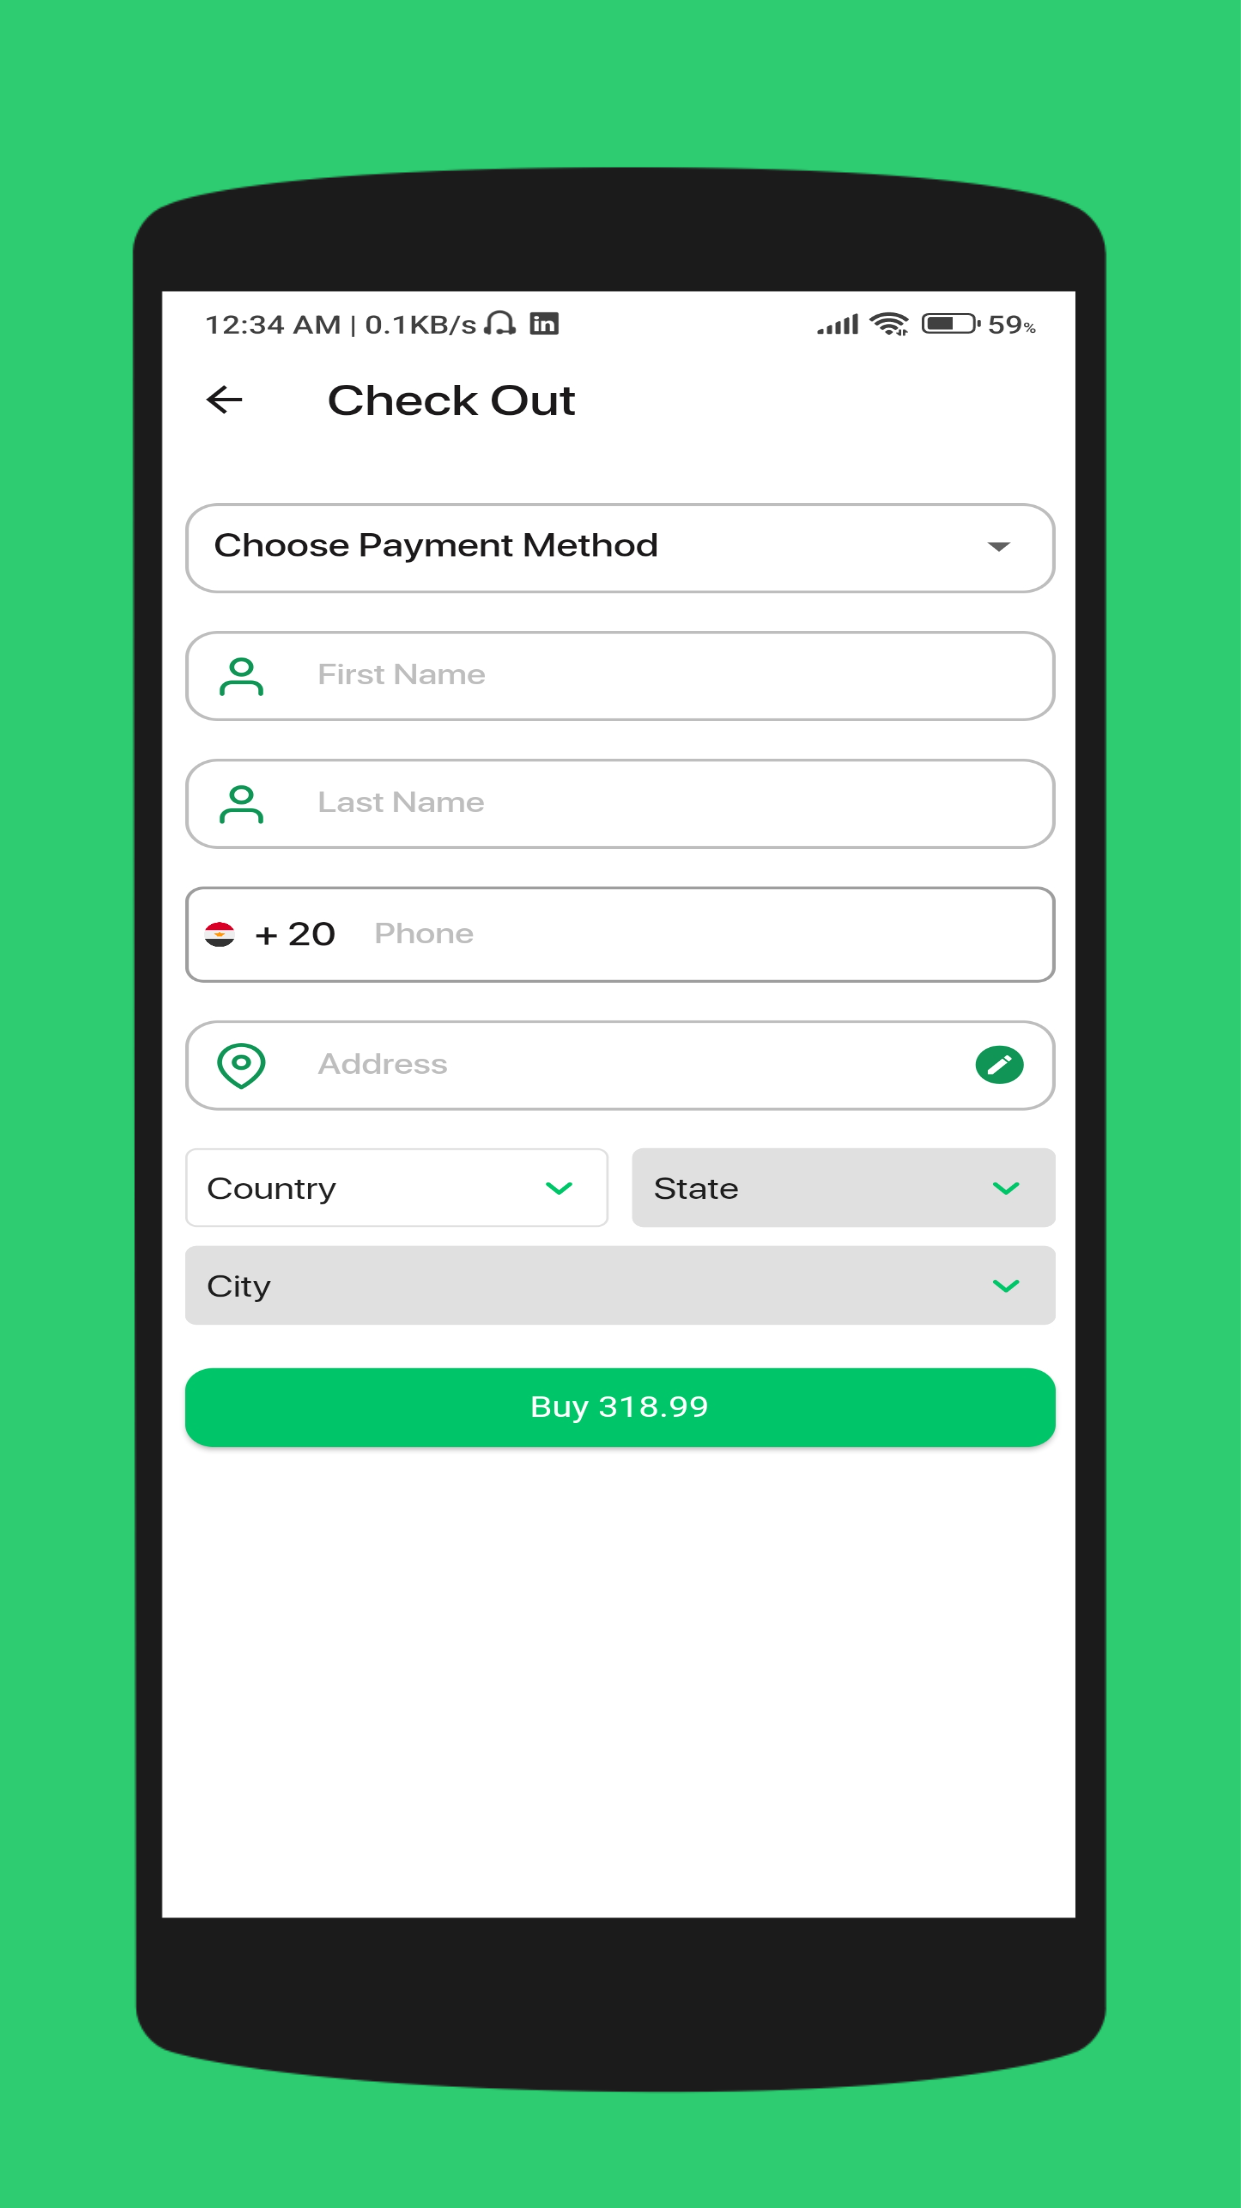 12:34 AM | 0.1KB/s in 59%
Check Out
Choose Payment Method
First Name
Last Name
+ 20 Phone
Address
Country State
City
Buy 318.99